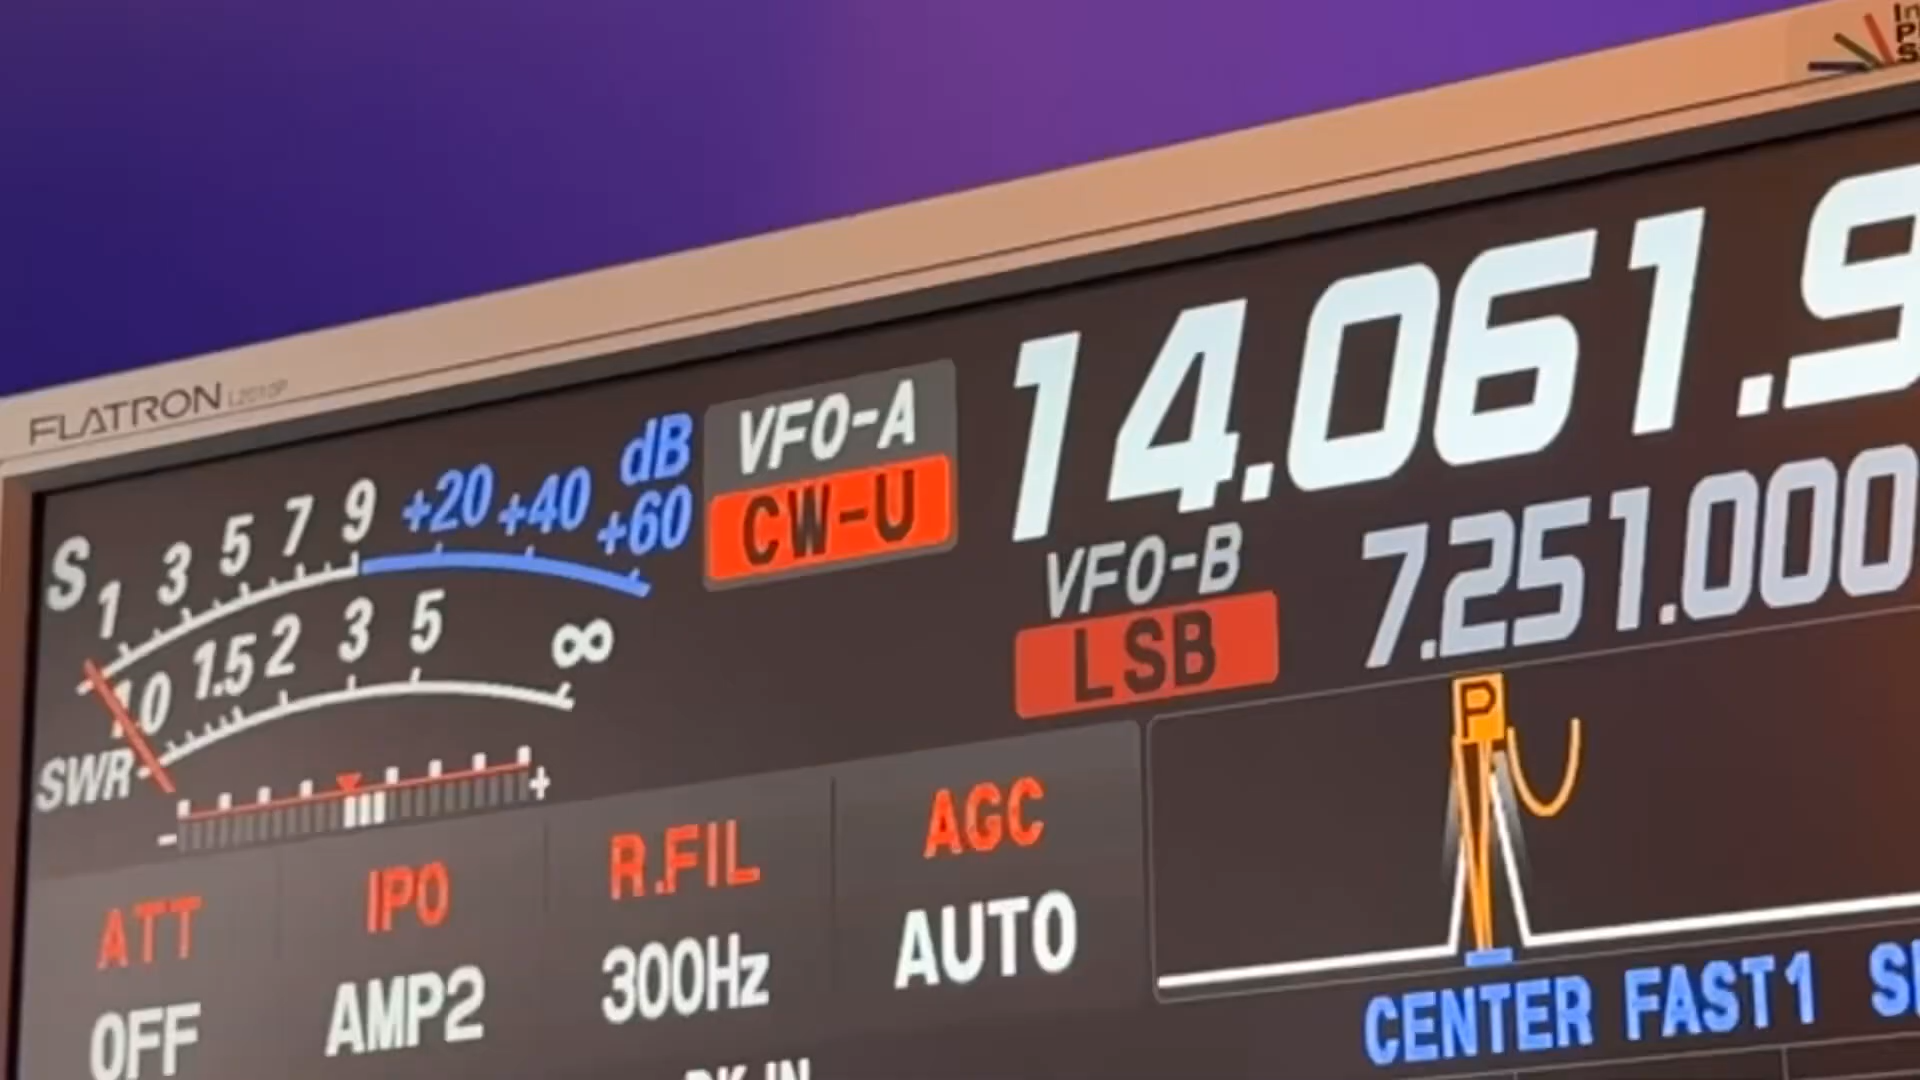 FLATRON L2010P
14.061.9
VFO-A
CW-U
VFO-B
LSB
7.251.000
S 1 3 5 7 9 +20 +40 +60 dB
1.0 1.5 2 3 5 ∞
SWR
- +
P
ATT
OFF
IPO
AMP2
R.FIL
300Hz
AGC
AUTO
CENTER FAST1